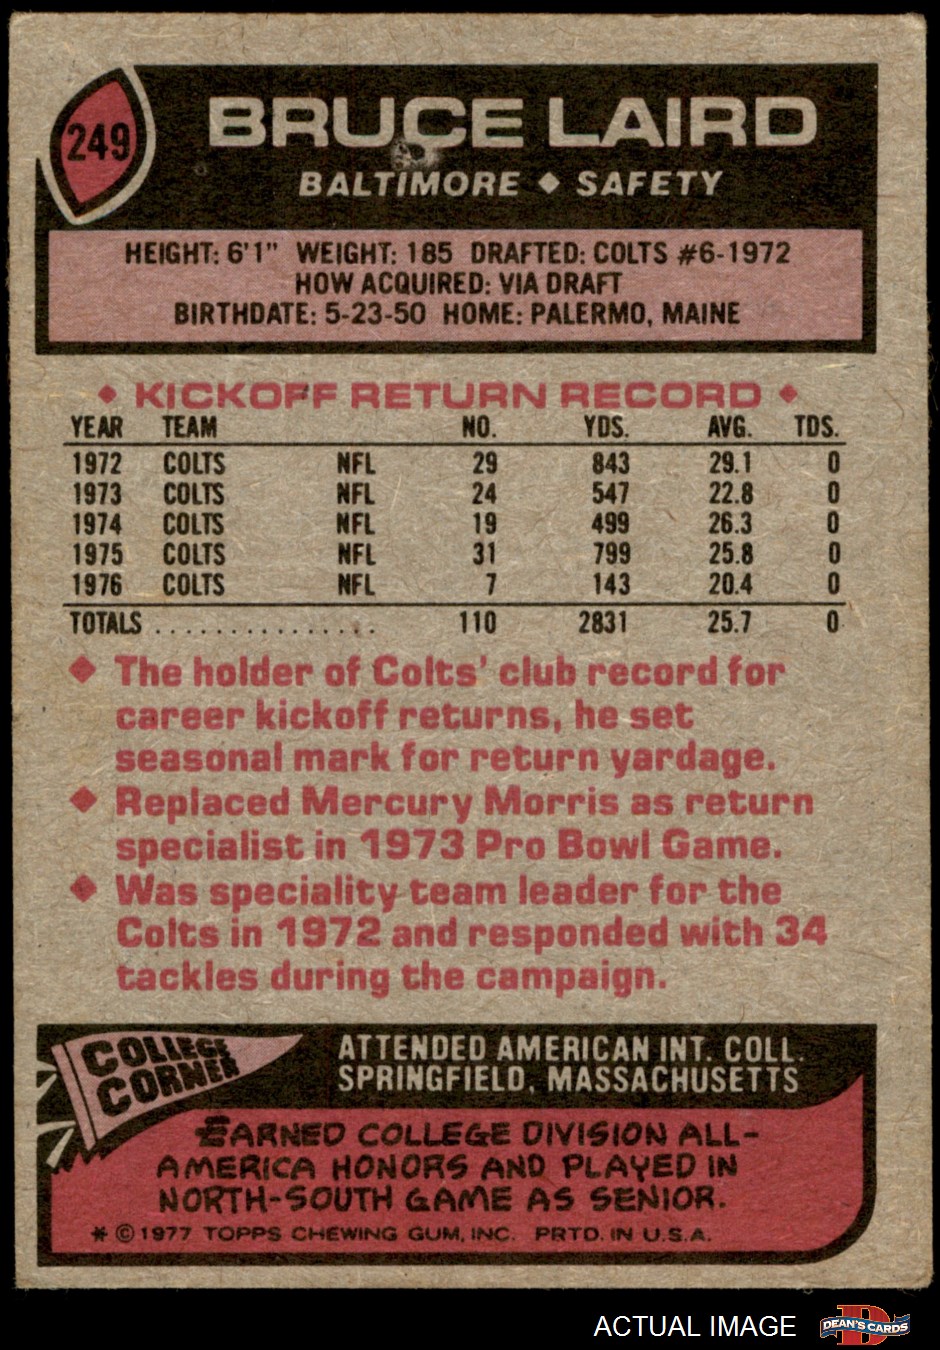 249
BRUCE LAIRD
BALTIMORE ◆ SAFETY
HEIGHT: 6'1" WEIGHT: 185 DRAFTED: COLTS #6-1972
HOW ACQUIRED: VIA DRAFT
BIRTHDATE: 5-23-50 HOME: PALERMO, MAINE
◆ KICKOFF RETURN RECORD ◆
YEAR TEAM NO. YDS. AVG. TDS.
1972 COLTS NFL 29 843 29.1 0
1973 COLTS NFL 24 547 22.8 0
1974 COLTS NFL 19 499 26.3 0
1975 COLTS NFL 31 799 25.8 0
1976 COLTS NFL 7 143 20.4 0
TOTALS ............... 110 2831 25.7 0
◆ The holder of Colts' club record for
career kickoff returns, he set
seasonal mark for return yardage.
◆ Replaced Mercury Morris as return
specialist in 1973 Pro Bowl Game.
◆ Was speciality team leader for the
Colts in 1972 and responded with 34
tackles during the campaign.
COLLEGE
CORNER
ATTENDED AMERICAN INT. COLL.
SPRINGFIELD, MASSACHUSETTS
EARNED COLLEGE DIVISION ALL-
AMERICA HONORS AND PLAYED IN
NORTH-SOUTH GAME AS SENIOR.
* © 1977 TOPPS CHEWING GUM, INC. PRTD. IN U.S.A.
ACTUAL IMAGE
D
DEAN'S CARDS